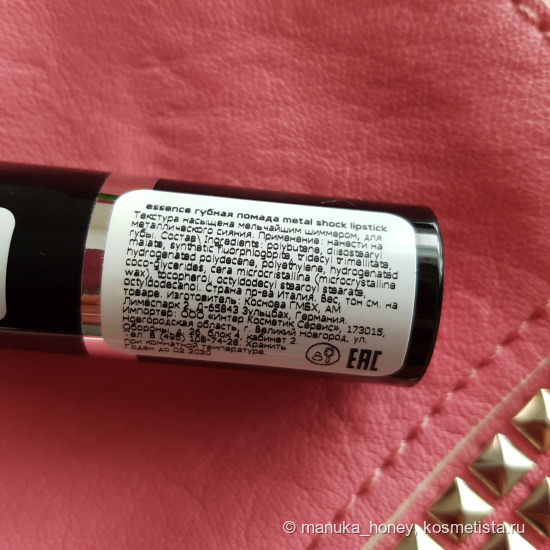 essence губная помада metal shock lipstick
Текстура насыщена мельчайшим шиммером, для
металлического сияния. Применение: нанести на
губы. Состав\ Ingredients: polybutene, diisostearyl
malate, synthetic fluorphlogopite, tridecyl trimellitate,
hydrogenated polydecene, polyethylene, hydrogenated
coco-glycerides, cera microcristallina (microcrystalline
wax), tocopherol, octyldodecyl stearoyl stearate,
octyldodecanol. Страна пр-ва Италия. Вес, тон см. на
товаре. Изготовитель: Коснова ГМБХ, АМ
Лимеспарк 2, D-65843 Зульцбах, Германия.
Импортер: ООО «Интер Косметик Сервис», 173015,
Новгородская область, г. Великий Новгород, ул.
Обороны, 28, блок 4, кабинет 2.
тел. 8 (495) 108-74-28. Хранить
при комнатной температуре.
Годен до 02 2020
EAC
© manuka_honey, kosmetista.ru